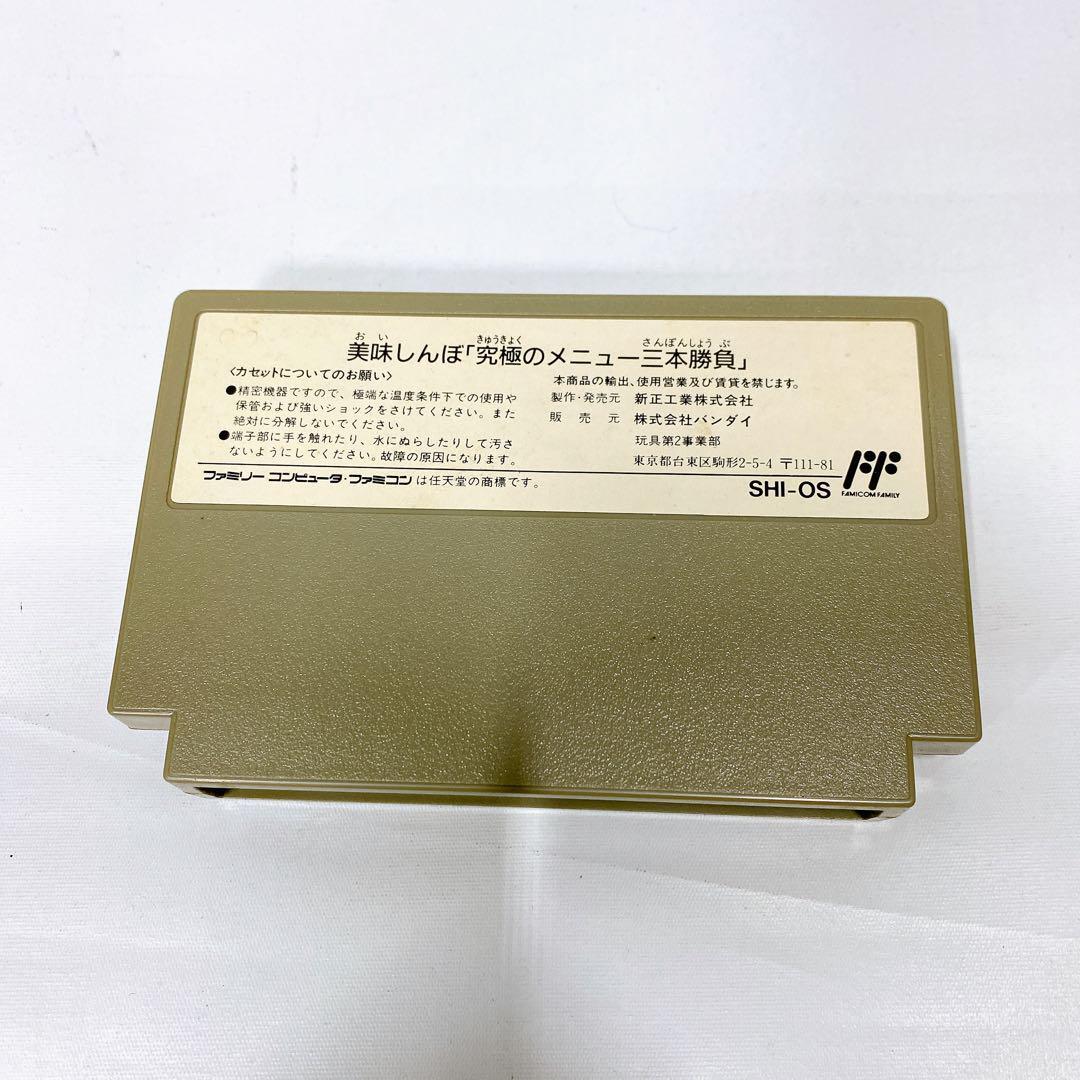 おい きゅうきょく さんぼんしょうぶ
美味しんぼ「究極のメニュー三本勝負」
〈カセットについてのお願い〉
●精密機器ですので、極端な温度条件下での使用や
保管および強いショックをさけてください。また
絶対に分解しないでください。
●端子部に手を触れたり、水にぬらしたりして汚さ
ないようにしてください。故障の原因になります。
本商品の輸出、使用営業及び賃貸を禁じます。
製作・発売元 新正工業株式会社
販売元 株式会社バンダイ
玩具第2事業部
東京都台東区駒形2-5-4 〒111-81
ファミリーコンピュータ・ファミコンは任天堂の商標です。
SHI-OS
FF
FAMICOM FAMILY